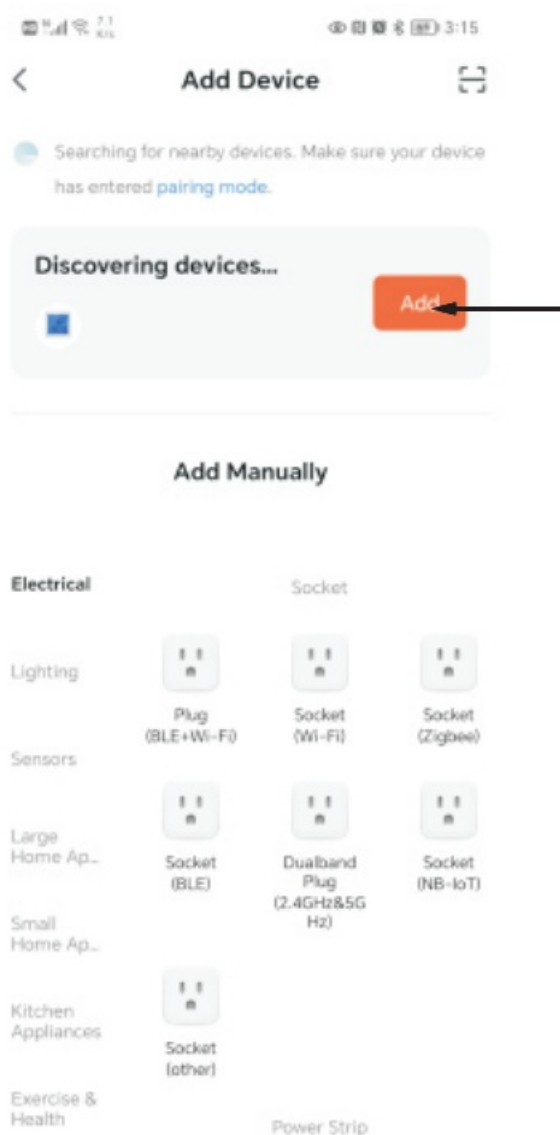 7.1
3:15
Add Device
Searching for nearby devices. Make sure your device
has entered pairing mode.
Discovering devices...
Add
Add Manually
Electrical
Socket
Lighting
Plug
(BLE+Wi-Fi)
Socket
(Wi-Fi)
Socket
(Zigbee)
Sensors
Large
Home Ap...
Socket
(BLE)
Dualband
Plug
(2.4GHz&5G
Hz)
Socket
(NB-IoT)
Small
Home Ap...
Kitchen
Appliances
Socket
(other)
Exercise &
Health
Power Strip